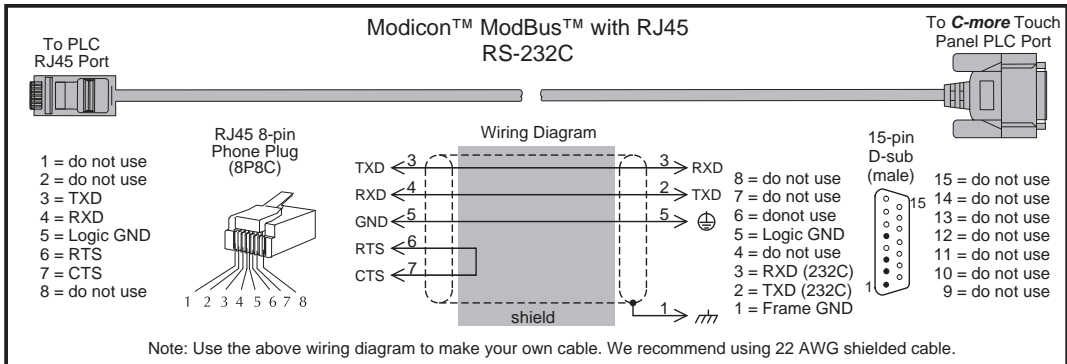 Modicon™ ModBus™ with RJ45
RS-232C
To PLC
RJ45 Port
To C-more Touch
Panel PLC Port
1 = do not use
2 = do not use
3 = TXD
4 = RXD
5 = Logic GND
6 = RTS
7 = CTS
8 = do not use
RJ45 8-pin
Phone Plug
(8P8C)
1 2 3 4 5 6 7 8
Wiring Diagram
TXD 3 3 RXD
RXD 4 2 TXD
GND 5 5
RTS 6
CTS 7
shield
1
8 = do not use
7 = do not use
6 = donot use
5 = Logic GND
4 = do not use
3 = RXD (232C)
2 = TXD (232C)
1 = Frame GND
15-pin
D-sub
(male)
15
1
15 = do not use
14 = do not use
13 = do not use
12 = do not use
11 = do not use
10 = do not use
9 = do not use
Note: Use the above wiring diagram to make your own cable. We recommend using 22 AWG shielded cable.